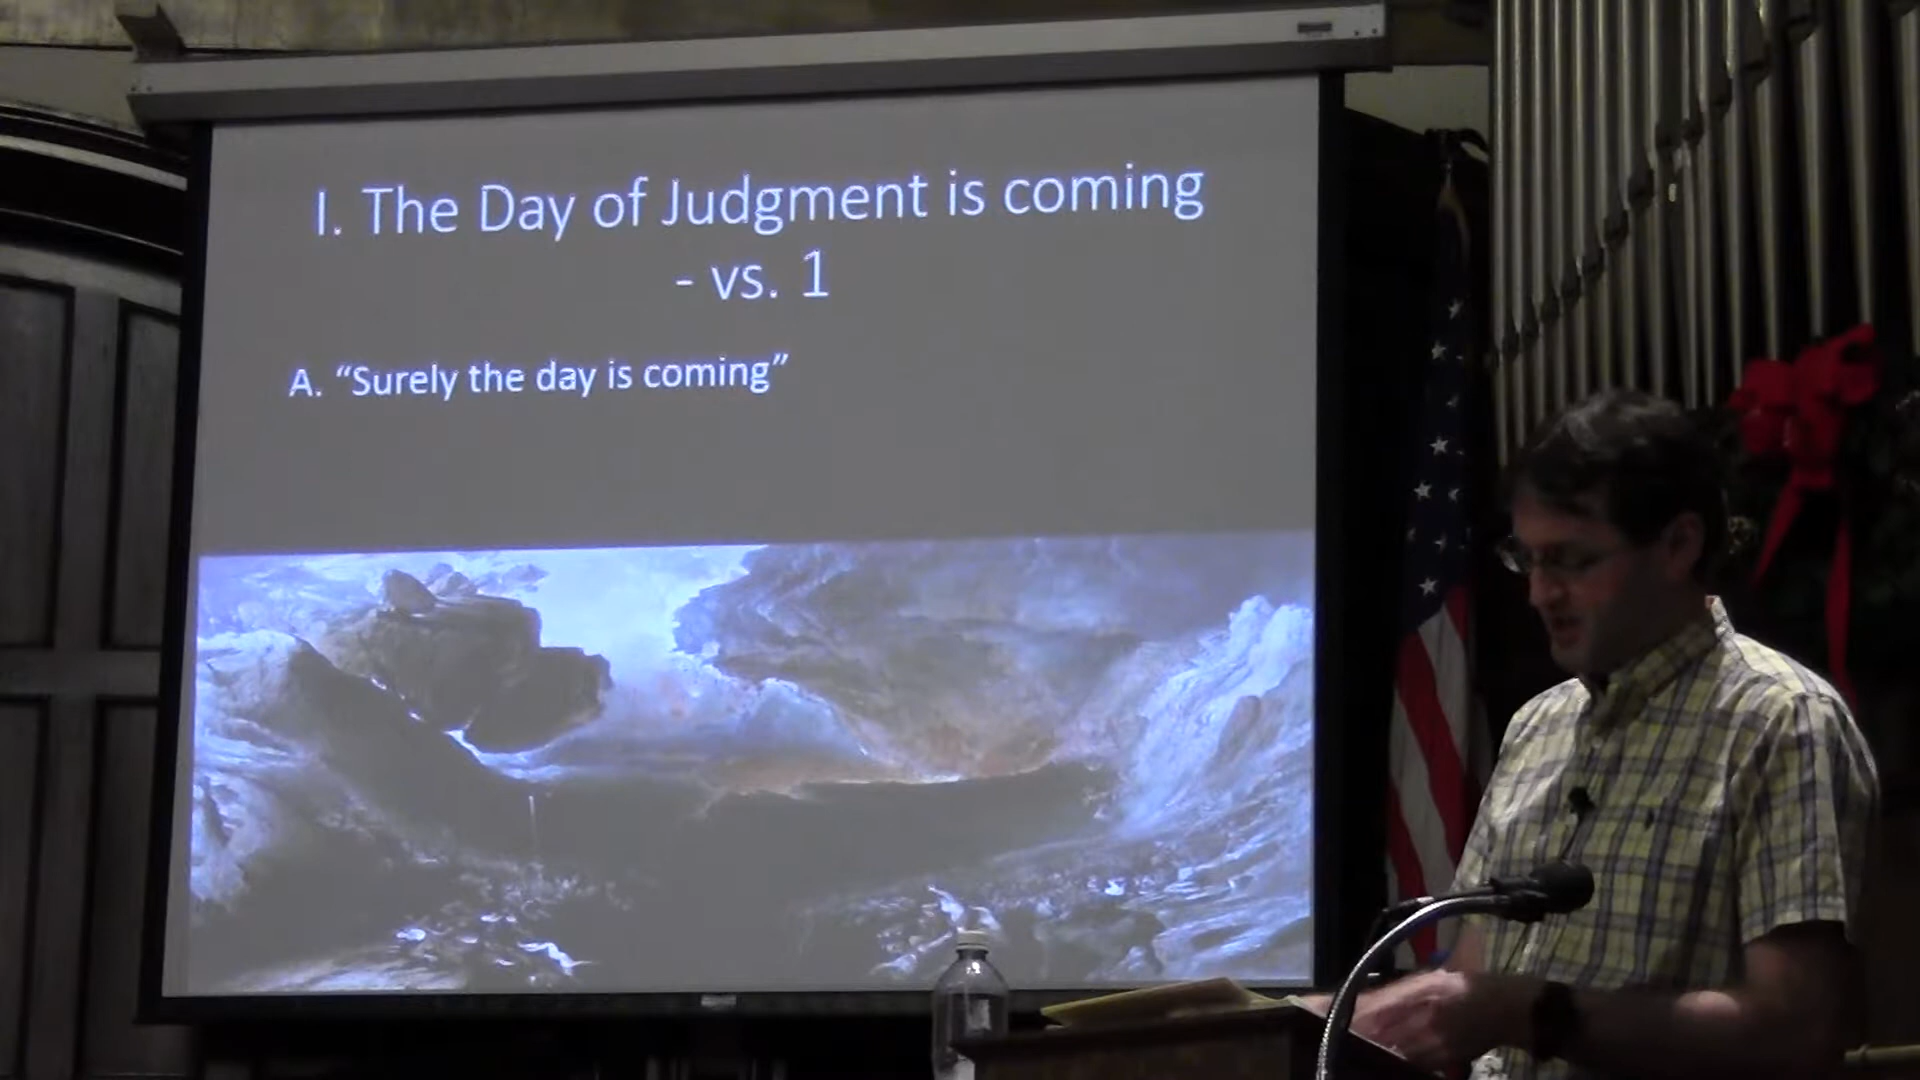 I. The Day of Judgment is coming
- vs. 1
A. “Surely the day is coming”